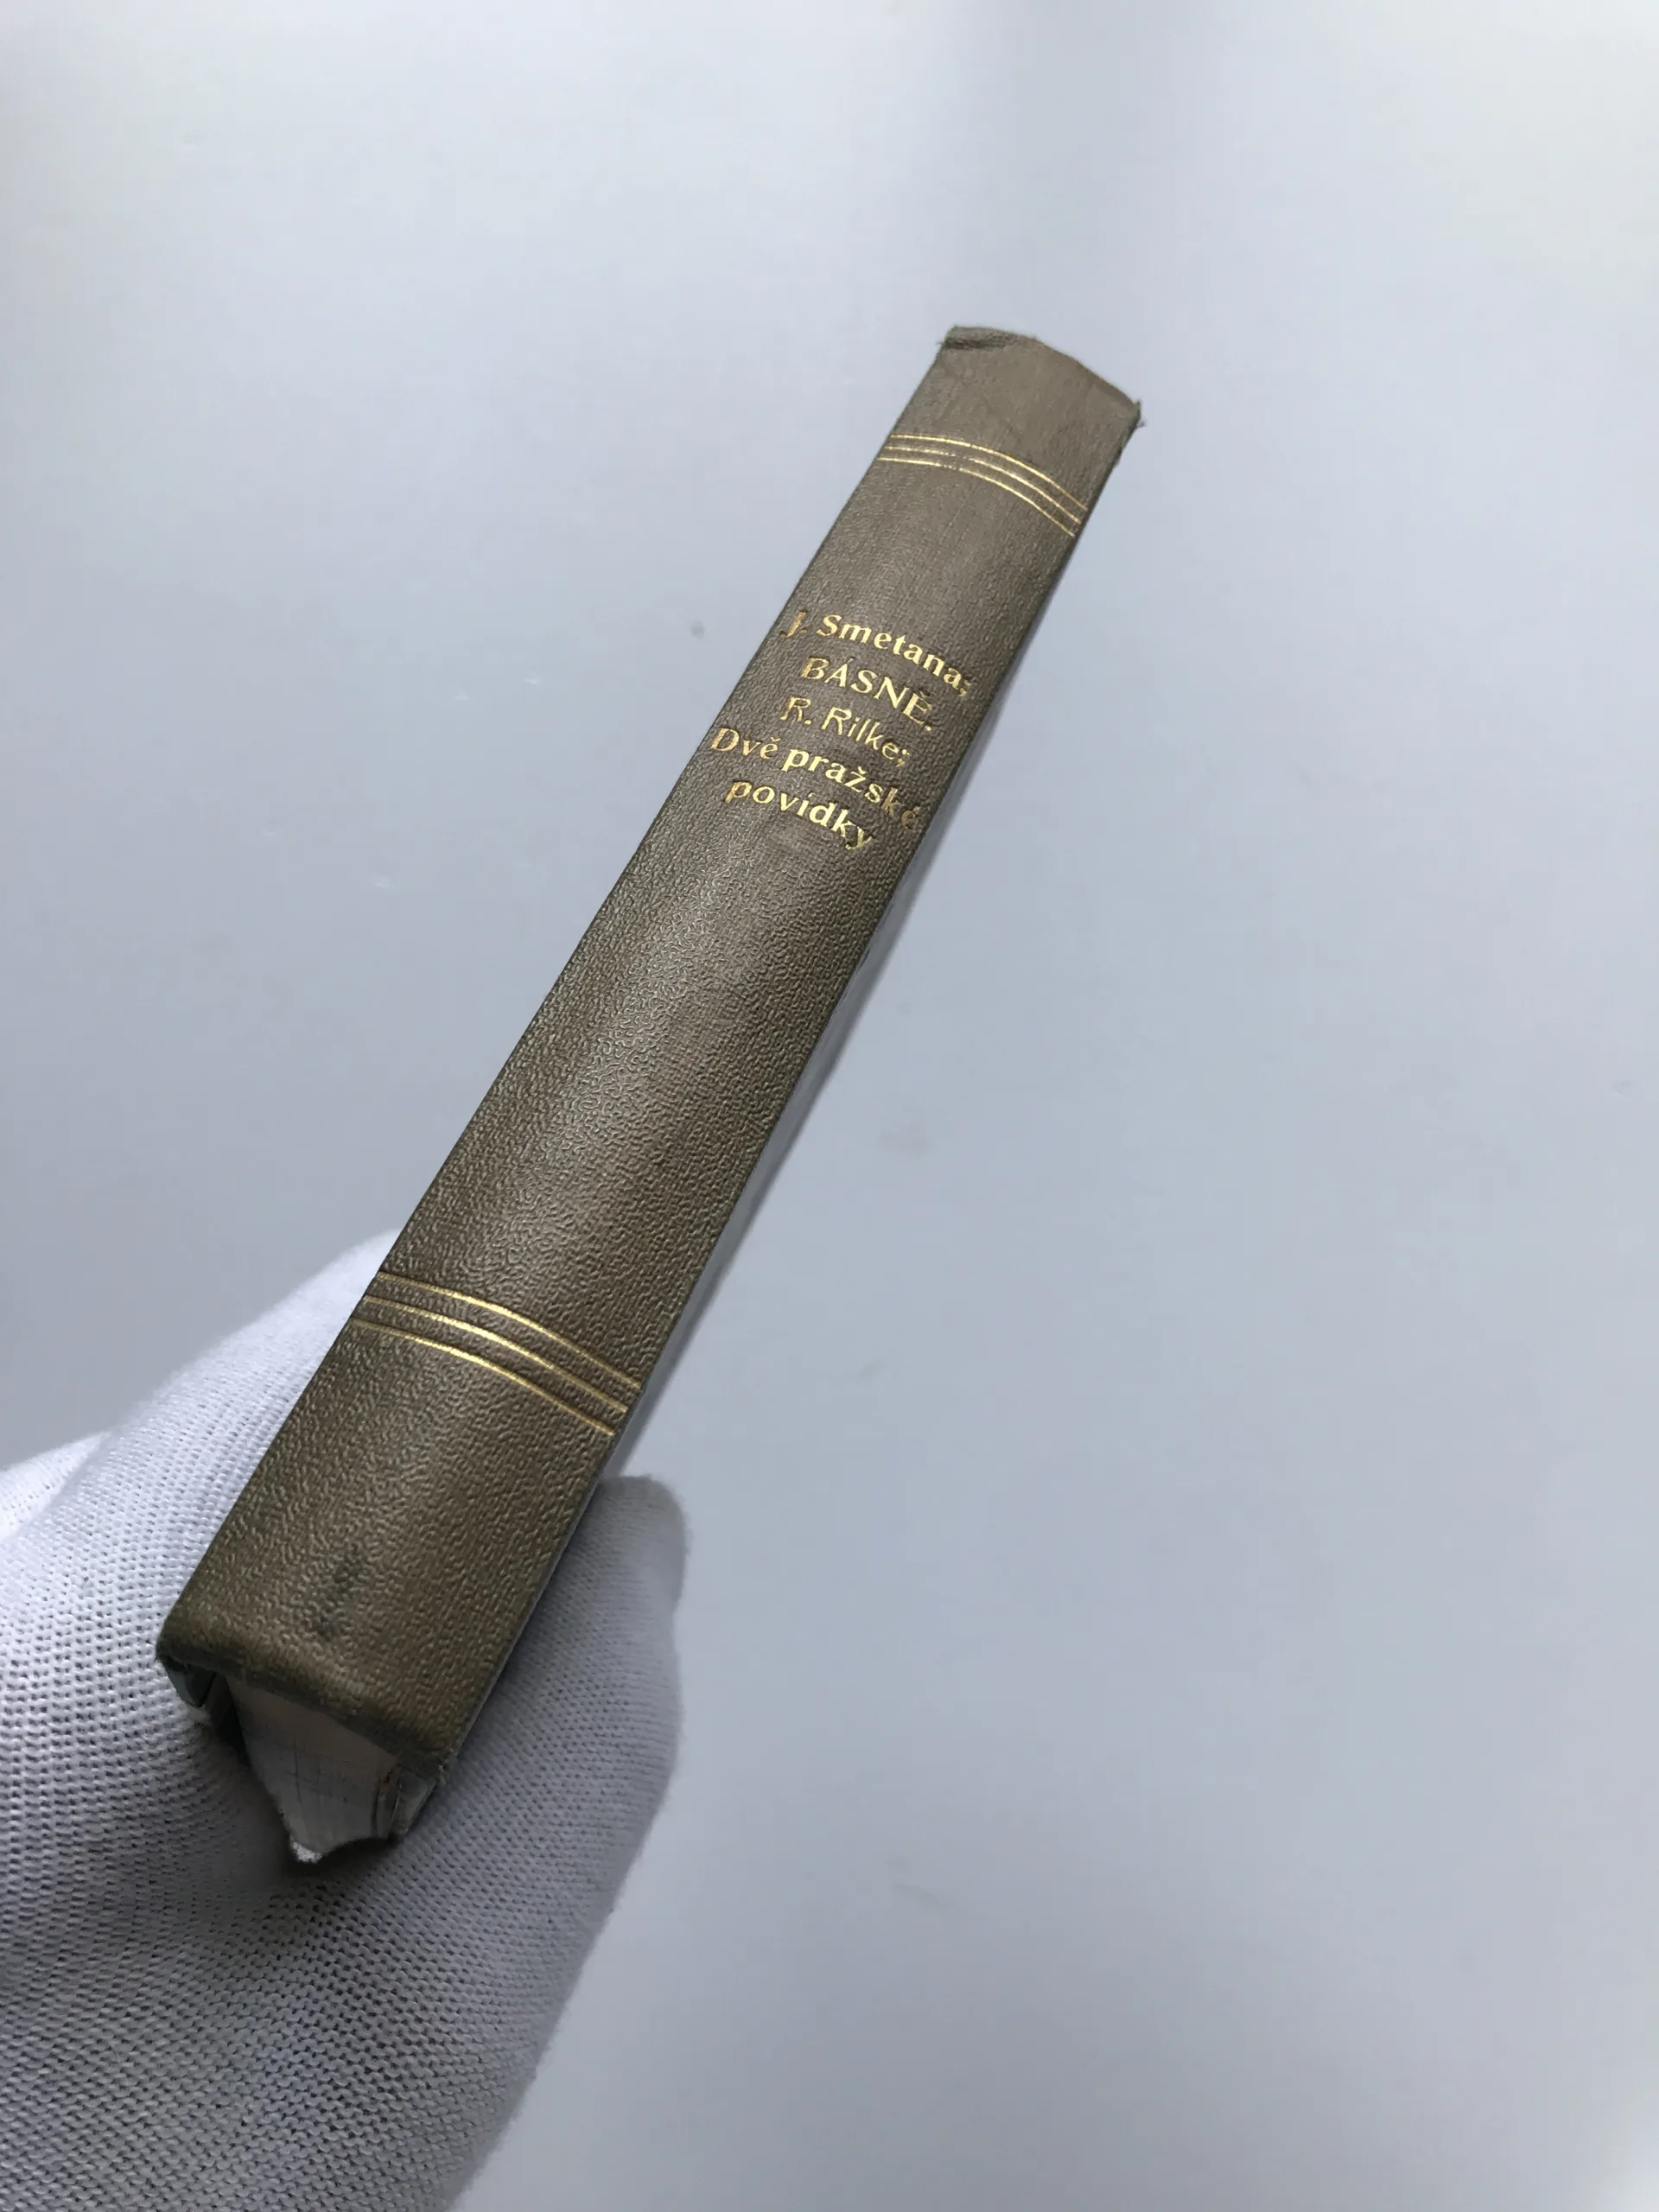 J. Smetana;
BÁSNĚ.
R. Rilke;
Dvě pražské
povídky